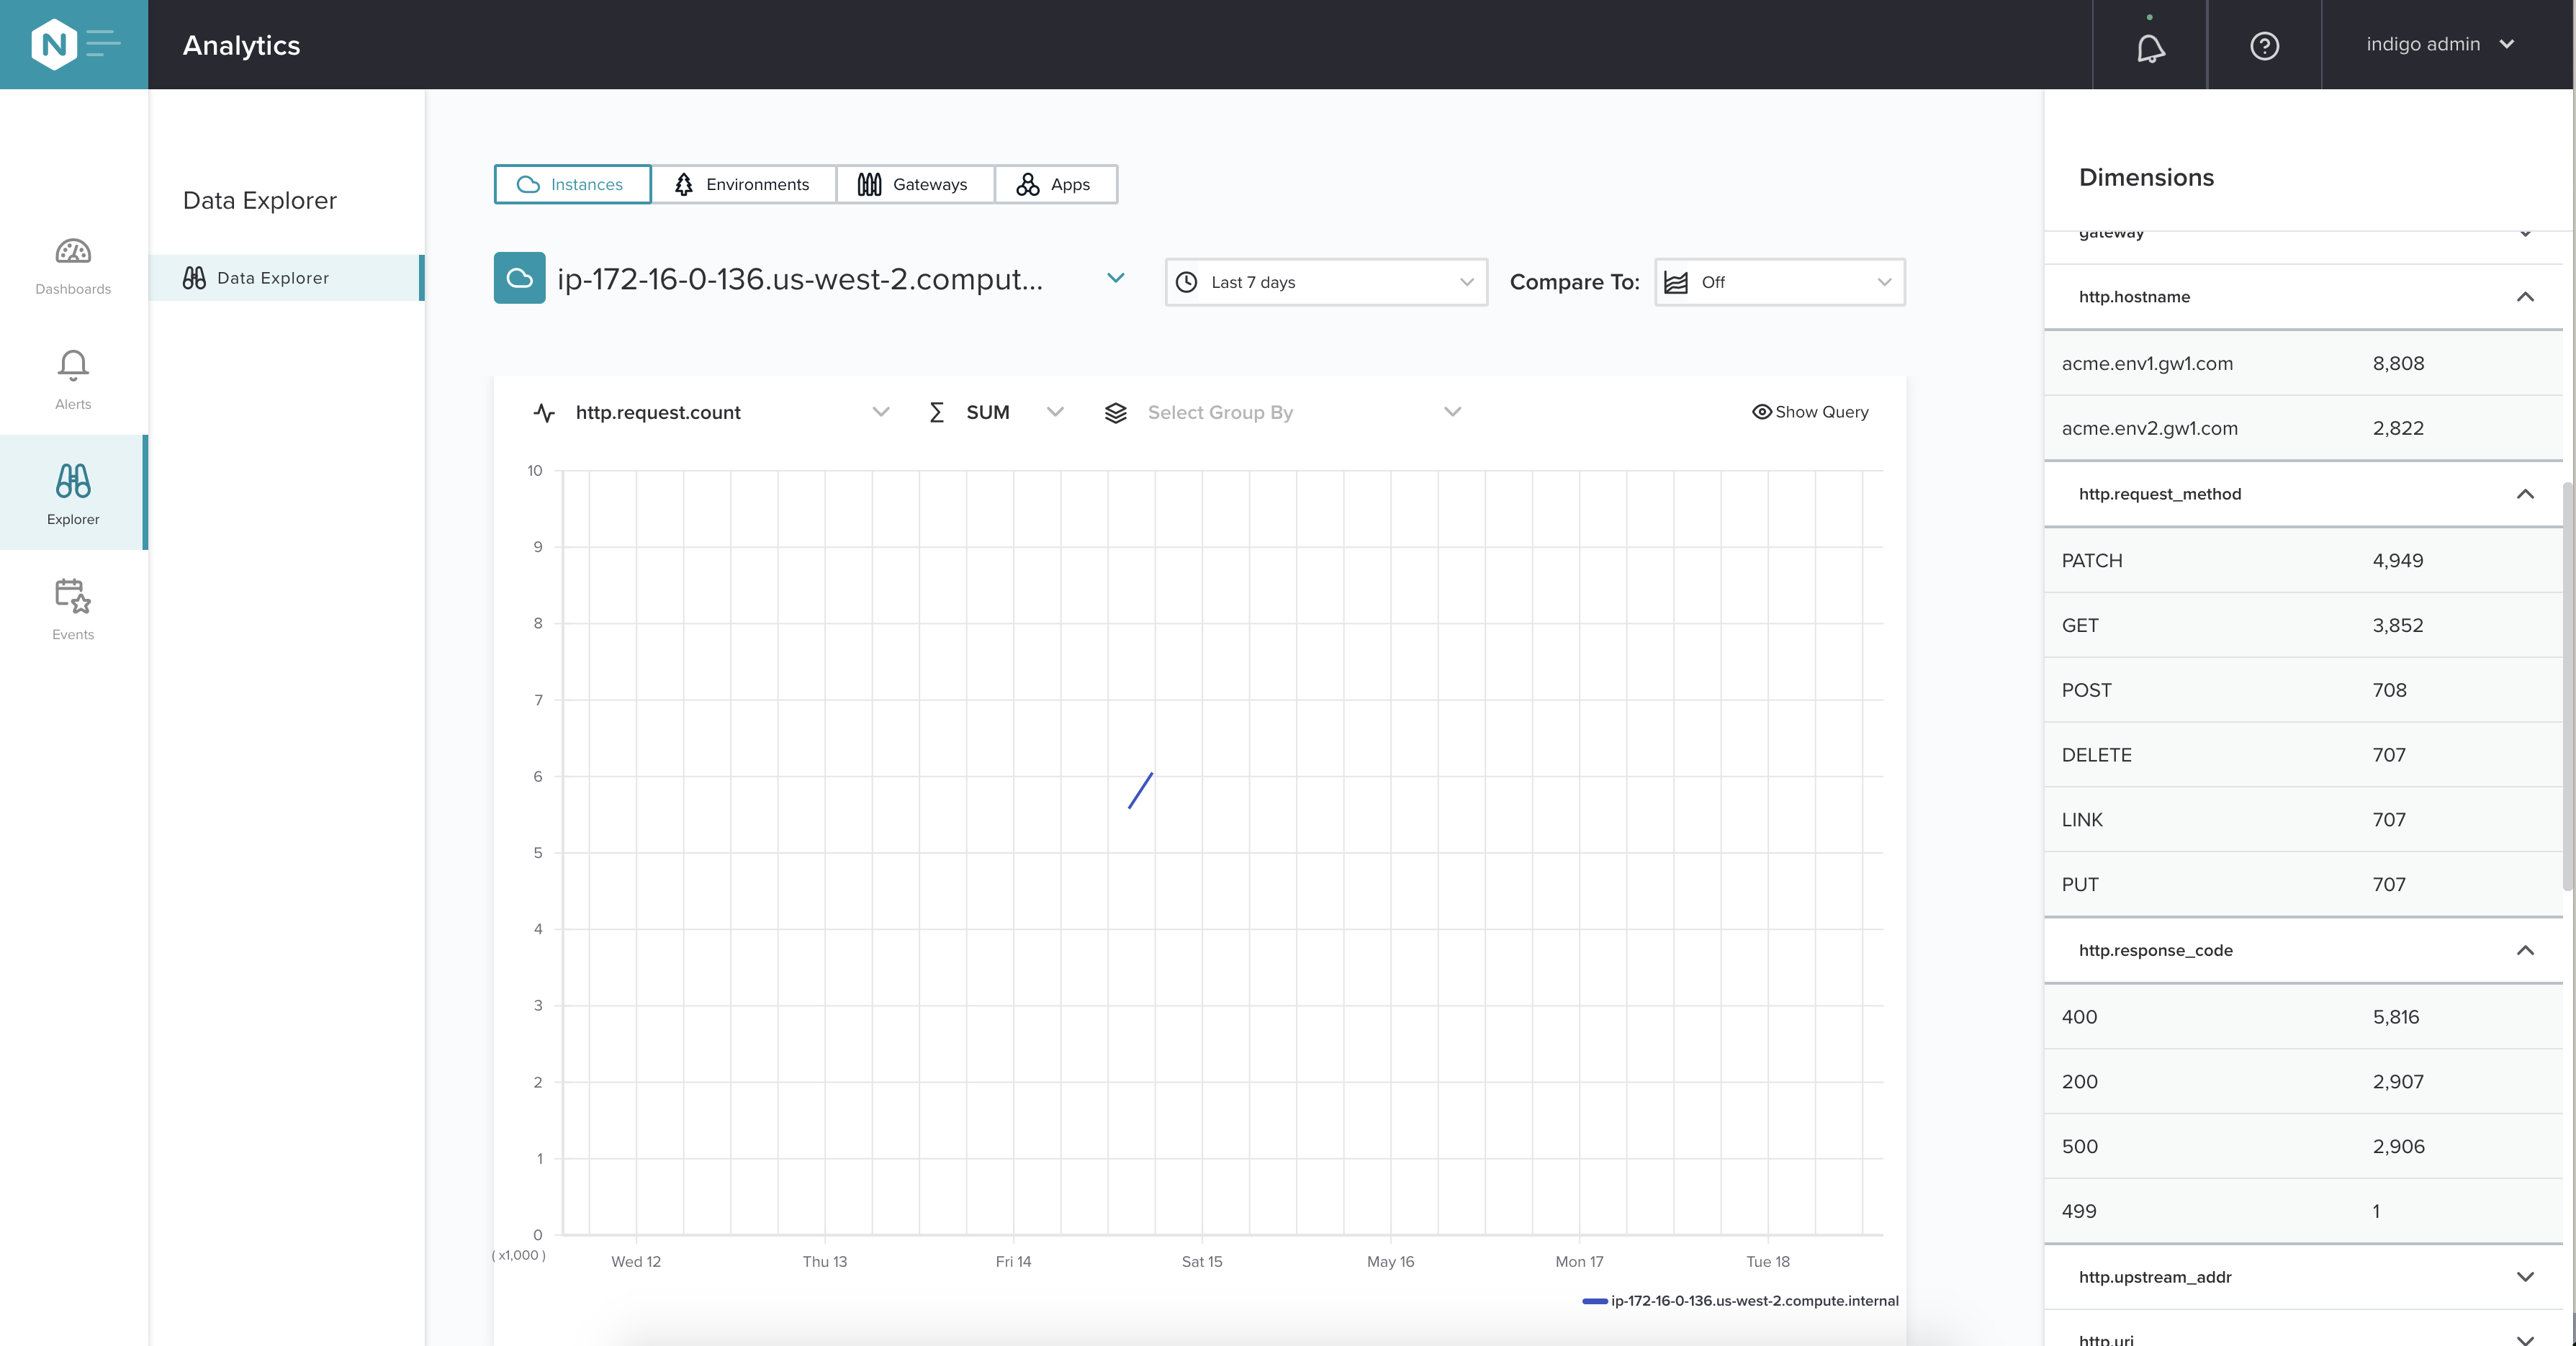 N
Analytics
indigo admin
Dashboards
Alerts
Explorer
Events
Data Explorer
Data Explorer
Instances
Environments
Gateways
Apps
ip-172-16-0-136.us-west-2.comput...
Last 7 days
Compare To:
Off
http.request.count
SUM
Select Group By
Show Query
10
9
8
7
6
5
4
3
2
1
0
( x1,000 )
Wed 12 Thu 13 Fri 14 Sat 15 May 16 Mon 17 Tue 18
ip-172-16-0-136.us-west-2.compute.internal
Dimensions
gateway
http.hostname
acme.env1.gw1.com 8,808
acme.env2.gw1.com 2,822
http.request_method
PATCH 4,949
GET 3,852
POST 708
DELETE 707
LINK 707
PUT 707
http.response_code
400 5,816
200 2,907
500 2,906
499 1
http.upstream_addr
http.uri